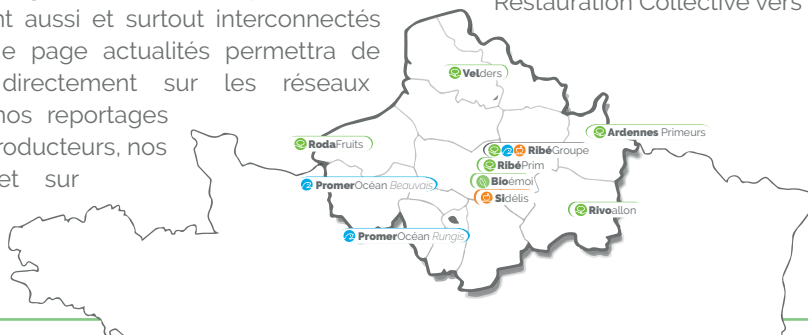 Restauration Collective vers
nt aussi et surtout interconnectés
e page actualités permettra de
directement sur les réseaux
nos reportages
roducteurs, nos
et sur
Velders
Ardennes Primeurs
RodaFruits
RibéGroupe
RibéPrim
PromerOcéan Beauvais
Bioémoi
Sidélis
Rivoallon
PromerOcéan Rungis